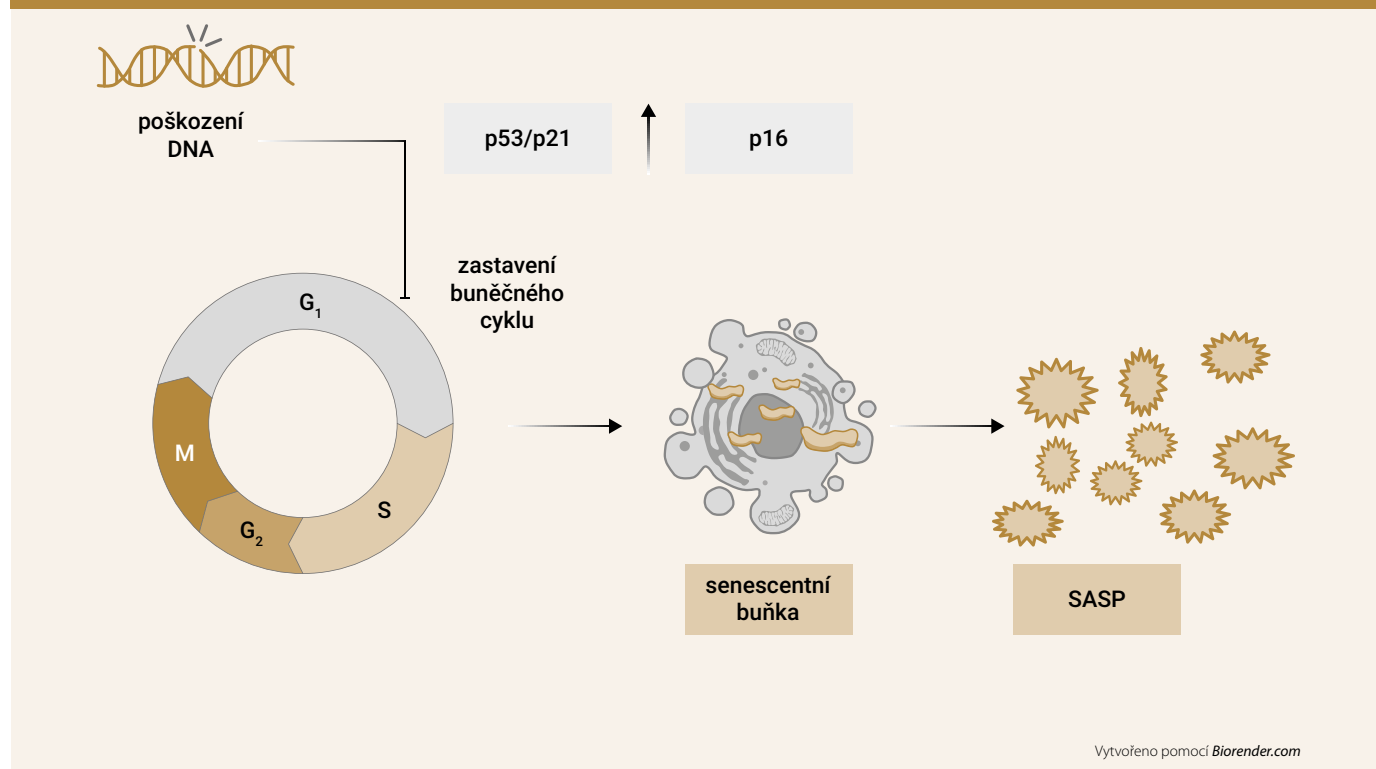 poškození
DNA
p53/p21
p16
zastavení
buněčného
cyklu
G₁
M
S
G₂
senescentní
buňka
SASP
Vytvořeno pomocí Biorender.com